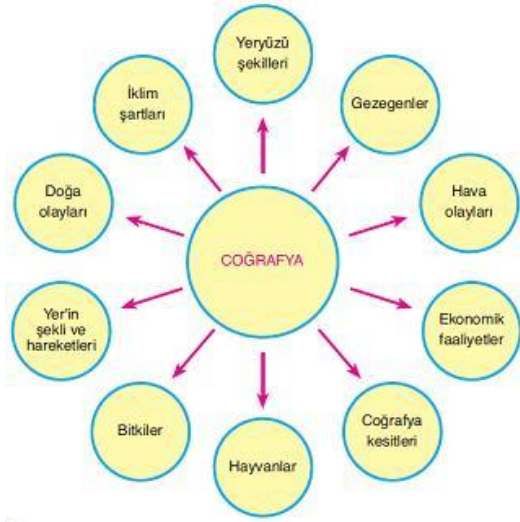 Yeryüzü
şekilleri
Gezegenler
Hava
olayları
Ekonomik
faaliyetler
Coğrafya
kesitleri
Hayvanlar
Bitkiler
Yer'in
şekli ve
hareketleri
Doğa
olayları
İklim
şartları
COĞRAFYA